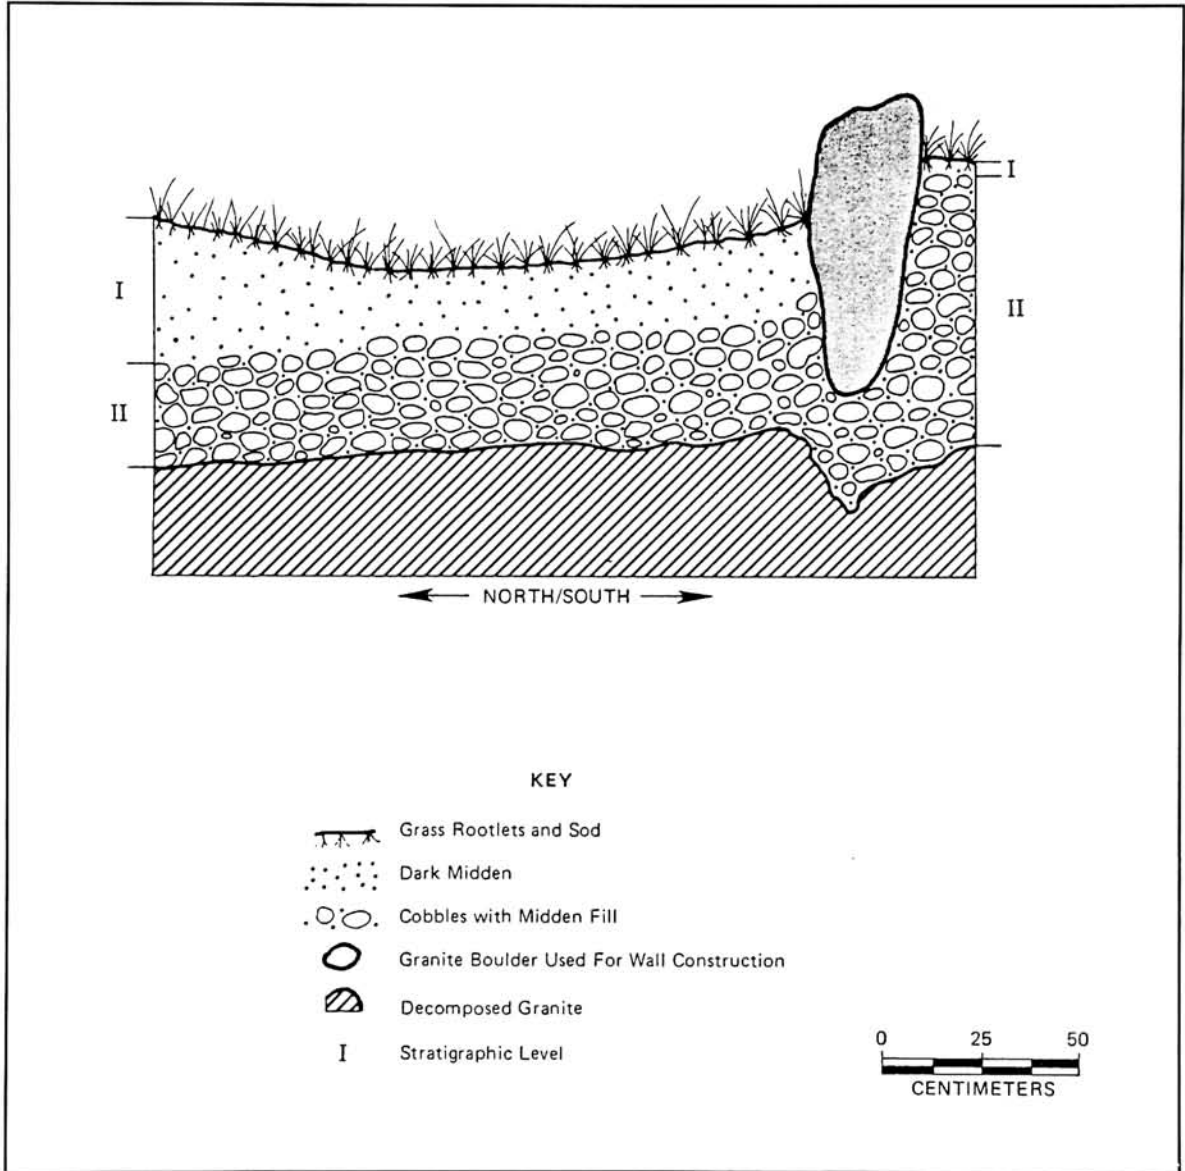 I
I
II
II
NORTH/SOUTH
KEY
Grass Rootlets and Sod
Dark Midden
Cobbles with Midden Fill
Granite Boulder Used For Wall Construction
Decomposed Granite
I Stratigraphic Level
0 25 50
CENTIMETERS